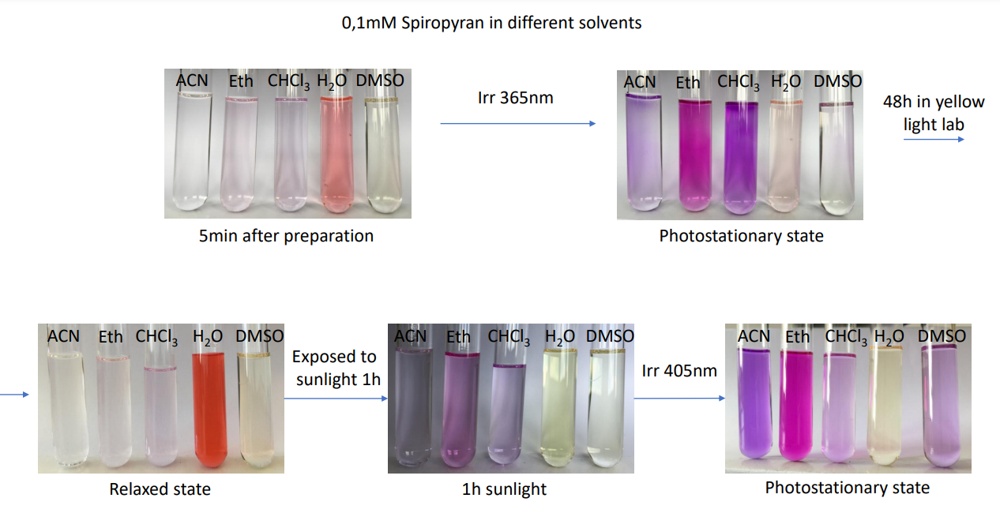 0,1mM Spiropyran in different solvents
ACN Eth CHCl₃ H₂O DMSO
Irr 365nm
ACN Eth CHCl₃ H₂O DMSO
48h in yellow
light lab
5min after preparation
Photostationary state
ACN Eth CHCl₃ H₂O DMSO
Exposed to
sunlight 1h
ACN Eth CHCl₃ H₂O DMSO
Irr 405nm
ACN Eth CHCl₃ H₂O DMSO
Relaxed state
1h sunlight
Photostationary state